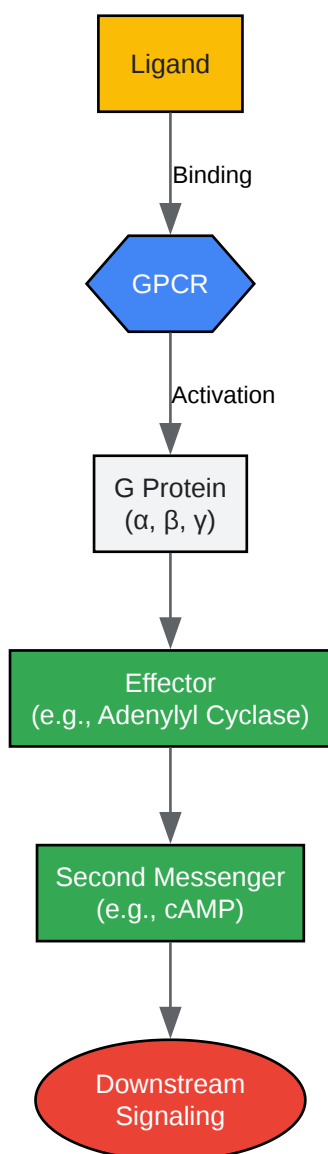 Ligand
Binding
GPCR
Activation
G Protein
(α, β, γ)
Effector
(e.g., Adenylyl Cyclase)
Second Messenger
(e.g., cAMP)
Downstream
Signaling